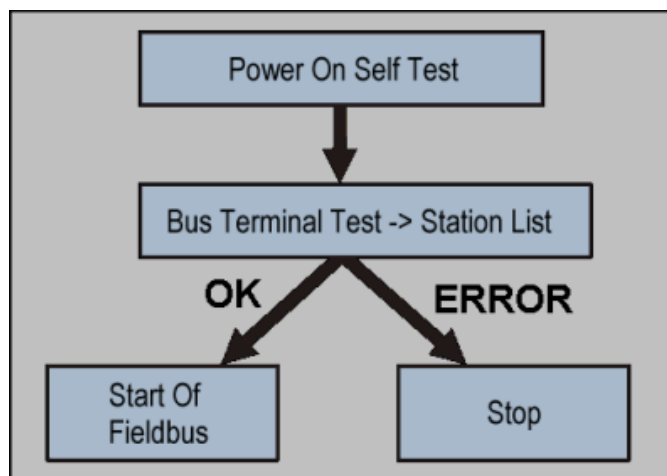 Power On Self Test
Bus Terminal Test -> Station List
OK
ERROR
Start Of
Fieldbus
Stop